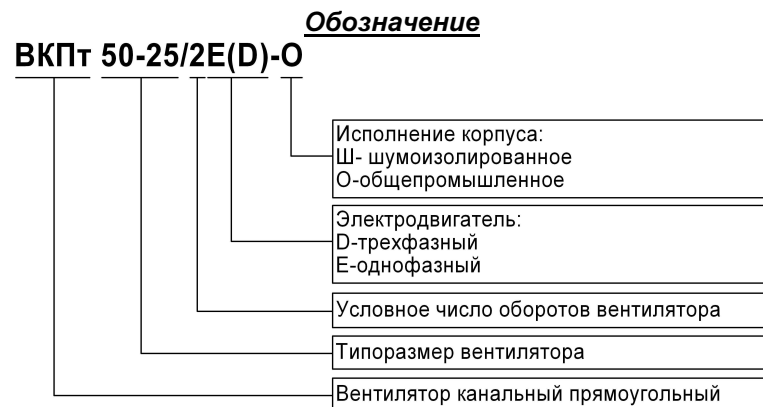 Обозначение
ВКПт 50-25/2Е(D)-О
Исполнение корпуса:
Ш- шумоизолированное
О-общепромышленное
Электродвигатель:
D-трехфазный
Е-однофазный
Условное число оборотов вентилятора
Типоразмер вентилятора
Вентилятор канальный прямоугольный